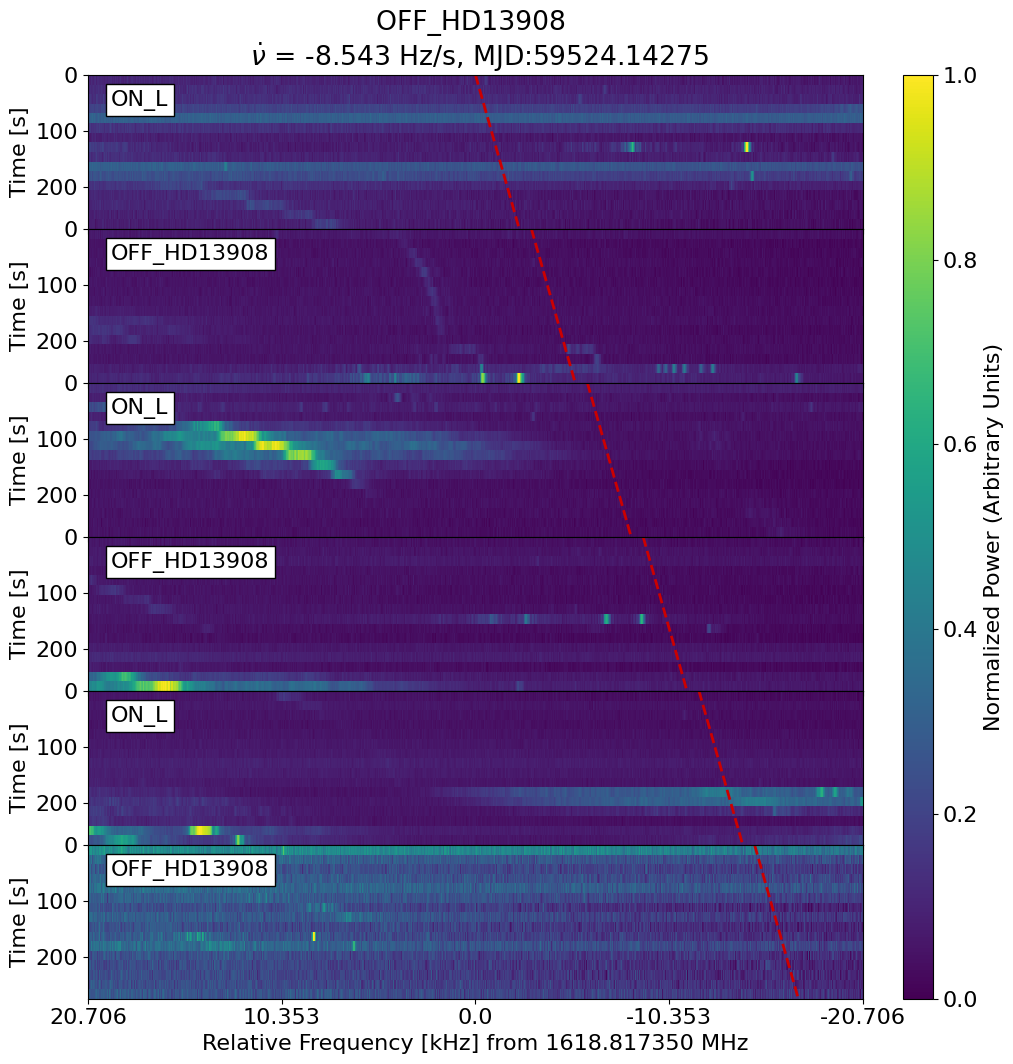 OFF_HD13908
ν̇ = -8.543 Hz/s, MJD:59524.14275
0
100
200
Time [s]
ON_L
0
100
200
Time [s]
OFF_HD13908
0
100
200
Time [s]
ON_L
0
100
200
Time [s]
OFF_HD13908
0
100
200
Time [s]
ON_L
0
100
200
Time [s]
OFF_HD13908
20.706 10.353 0.0 -10.353 -20.706
Relative Frequency [kHz] from 1618.817350 MHz
1.0
0.8
0.6
0.4
0.2
0.0
Normalized Power (Arbitrary Units)